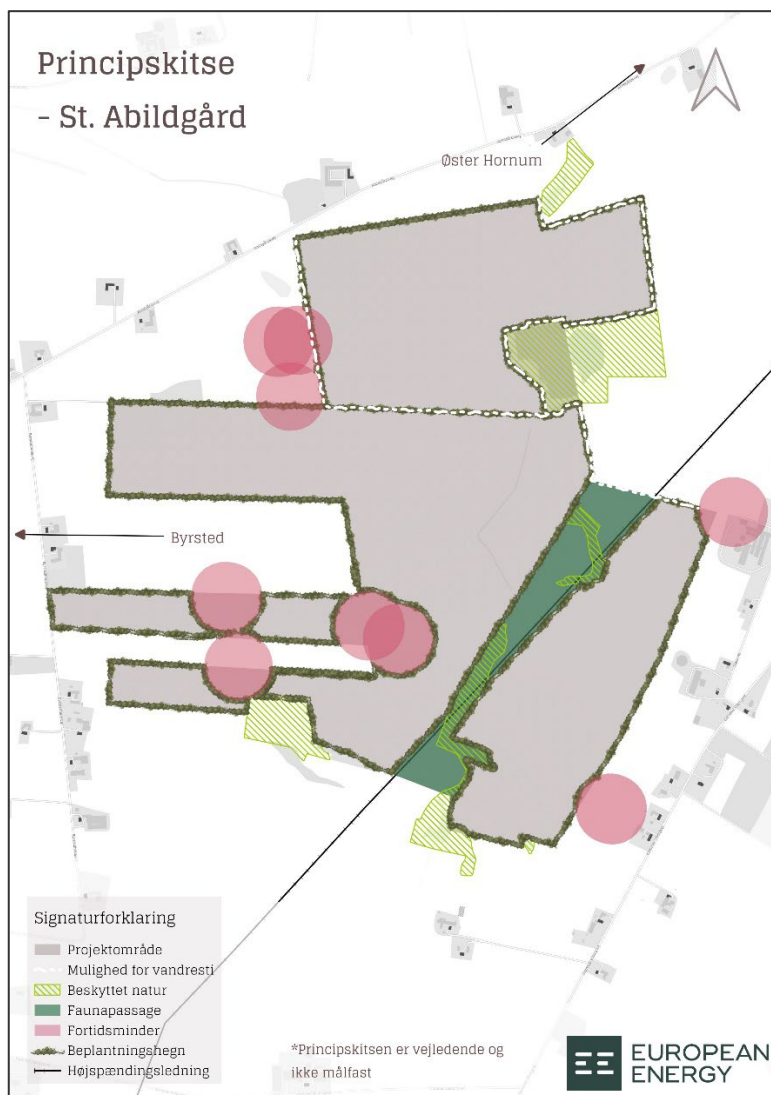 Principskitse
- St. Abildgård
Øster Hornum
Byrsted
Signaturforklaring
Projektområde
Mulighed for vandresti
Beskyttet natur
Faunapassage
Fortidsminder
Beplantningshegn
Højspændingsledning
*Principskitsen er vejledende og
ikke målfast
EUROPEAN
ENERGY